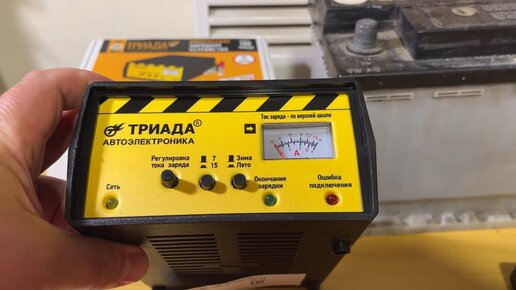 ТРИАДА
ТРИАДА®
АВТОЭЛЕКТРОНИКА
Ток заряда - по верхней шкале
A
Регулировка
тока заряда
7
15
Зима
Лето
Сеть
Окончание
зарядки
Ошибка
подключения